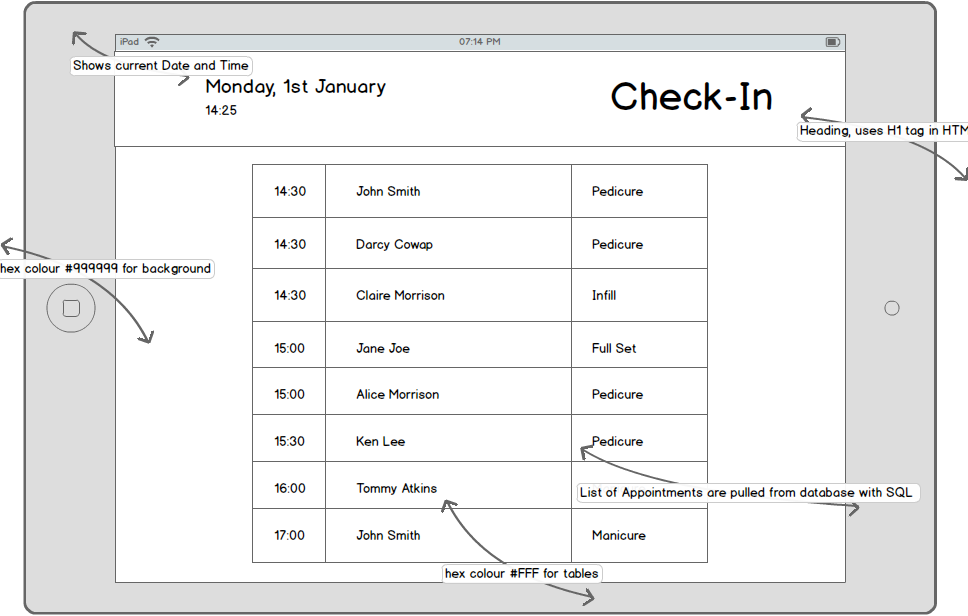 iPad 07:14 PM
Shows current Date and Time
Monday, 1st January
14:25
Check-In
Heading, uses H1 tag in HTM
14:30 John Smith Pedicure
14:30 Darcy Cowap Pedicure
hex colour #999999 for background
14:30 Claire Morrison Infill
15:00 Jane Joe Full Set
15:00 Alice Morrison Pedicure
15:30 Ken Lee Pedicure
16:00 Tommy Atkins
List of Appointments are pulled from database with SQL
17:00 John Smith Manicure
hex colour #FFF for tables